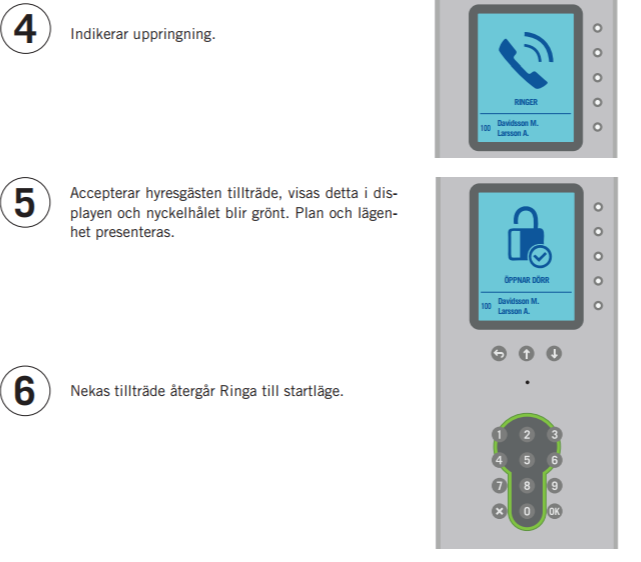 4
Indikerar uppringning.
RINGER
100 Davidsson M.
Larsson A.
5
Accepterar hyresgästen tillträde, visas detta i dis-
playen och nyckelhålet blir grönt. Plan och lägen-
het presenteras.
ÖPPNAR DÖRR
100 Davidsson M.
Larsson A.
6
Nekas tillträde återgår Ringa till startläge.
1 2 3
4 5 6
7 8 9
× 0 OK